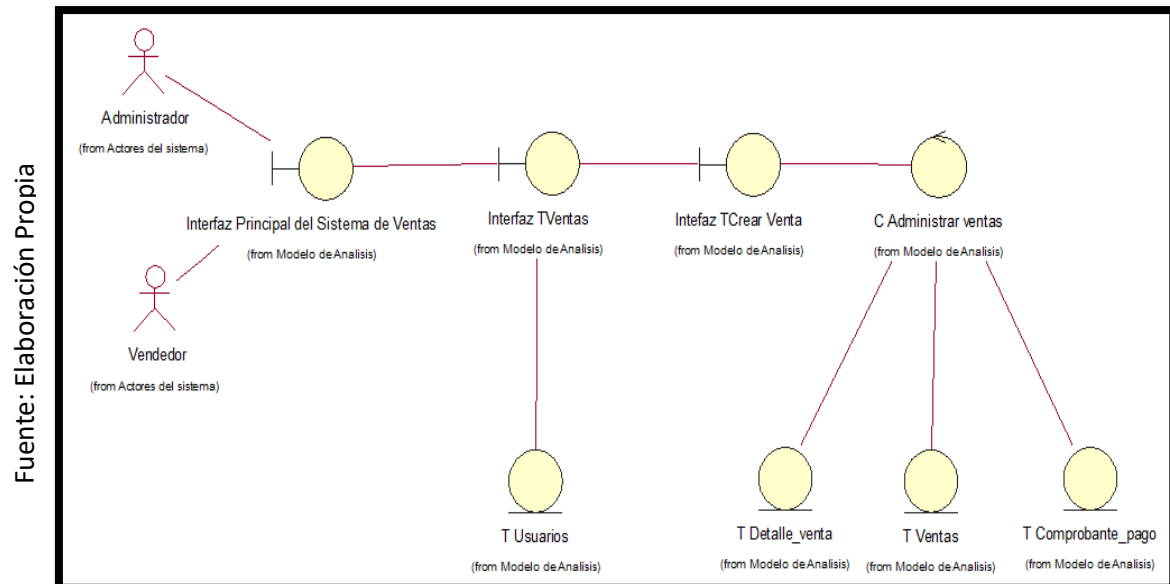 Fuente: Elaboración Propia
Administrador
(from Actores del sistema)
Interfaz Principal del Sistema de Ventas
(from Modelo de Analisis)
Interfaz TVentas
(from Modelo de Analisis)
Intefaz TCrear Venta
(from Modelo de Analisis)
C Administrar ventas
(from Modelo de Analisis)
Vendedor
(from Actores del sistema)
T Usuarios
(from Modelo de Analisis)
T Detalle_venta
(from Modelo de Analisis)
T Ventas
(from Modelo de Analisis)
T Comprobante_pago
(from Modelo de Analisis)